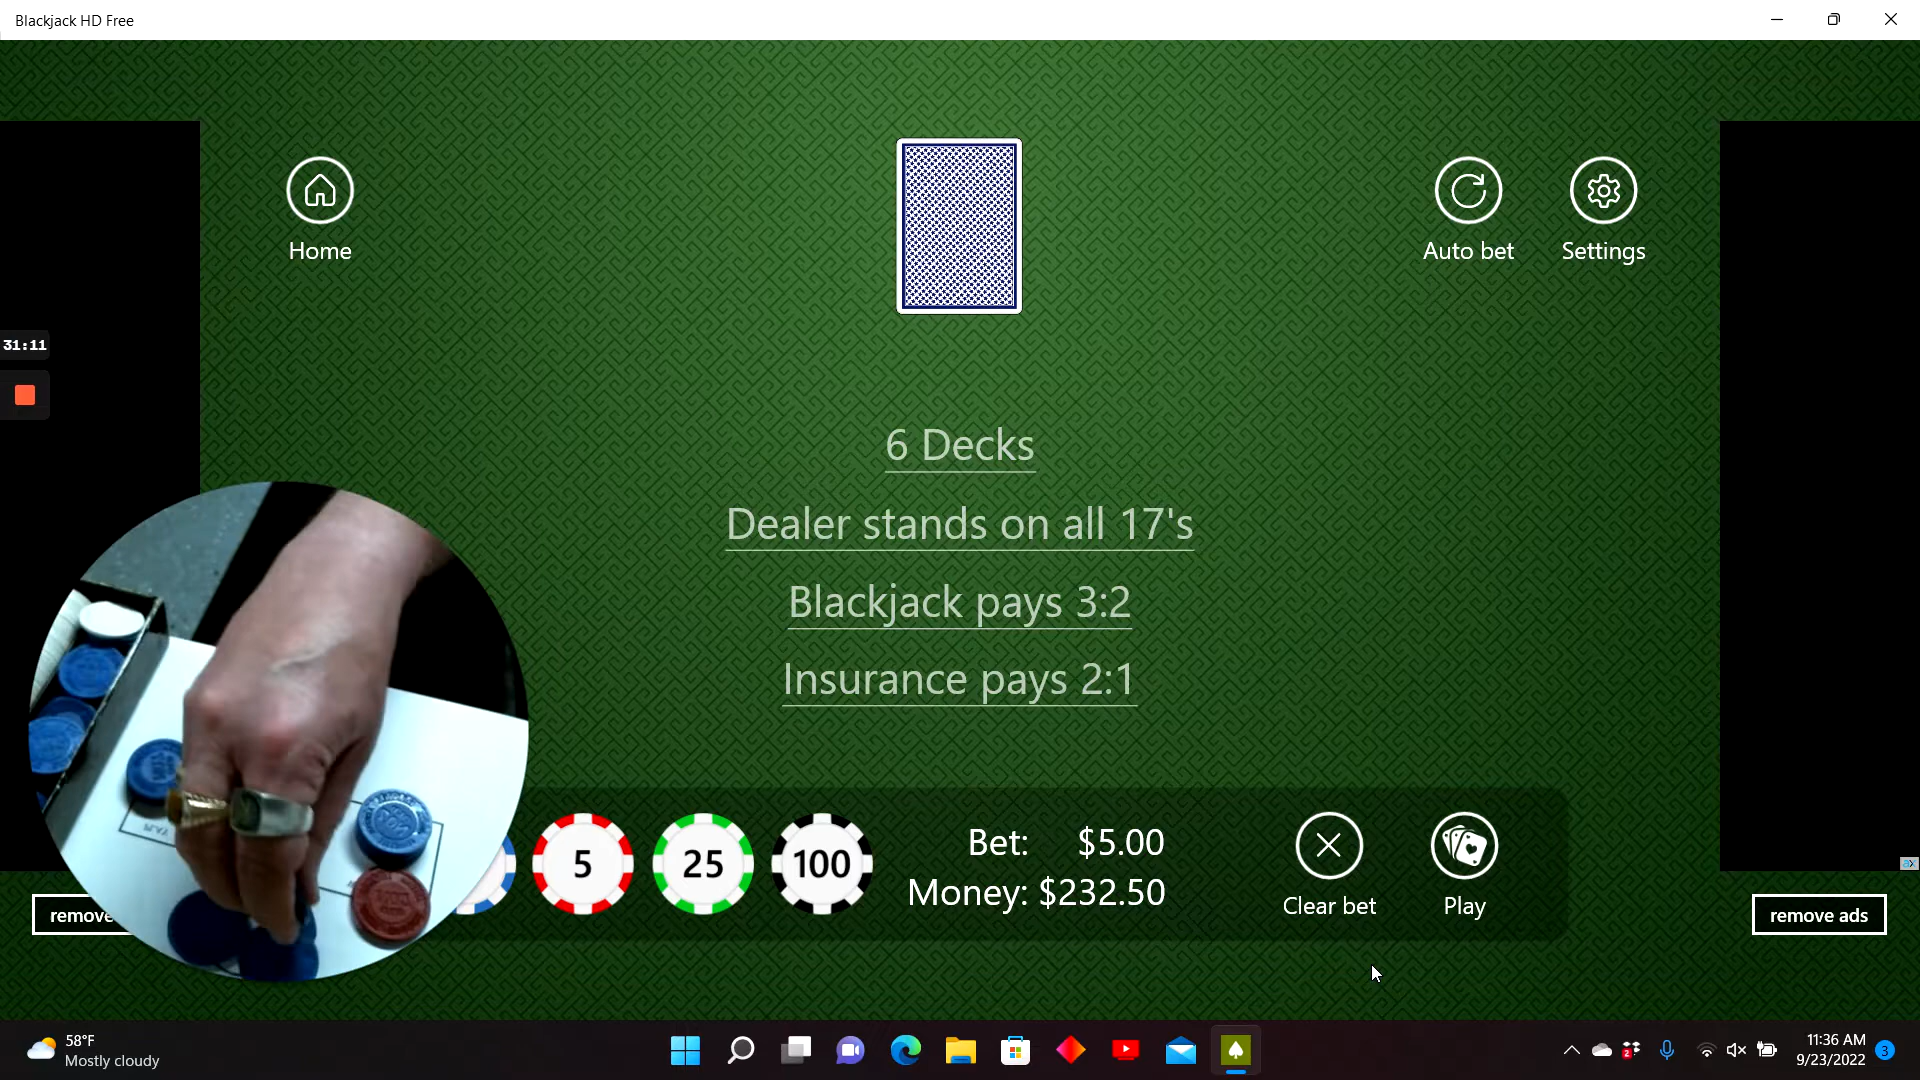 Blackjack HD Free
Home
Auto bet
Settings
31:11
6 Decks
Dealer stands on all 17's
Blackjack pays 3:2
Insurance pays 2:1
5
25
100
Bet: $5.00
Money: $232.50
Clear bet
Play
remove
remove ads
58°F
Mostly cloudy
2
11:36 AM
9/23/2022
3